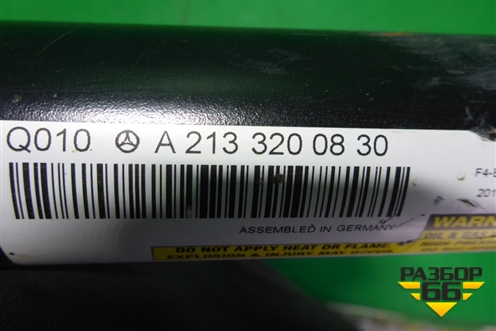 Q010 A 213 320 08 30
F4-
201
ASSEMBLED IN GERMANY
WARN
DO NOT APPLY HEAT OR FLAME
EXPLOSION & INJURY MAY
РАЗБОР
66